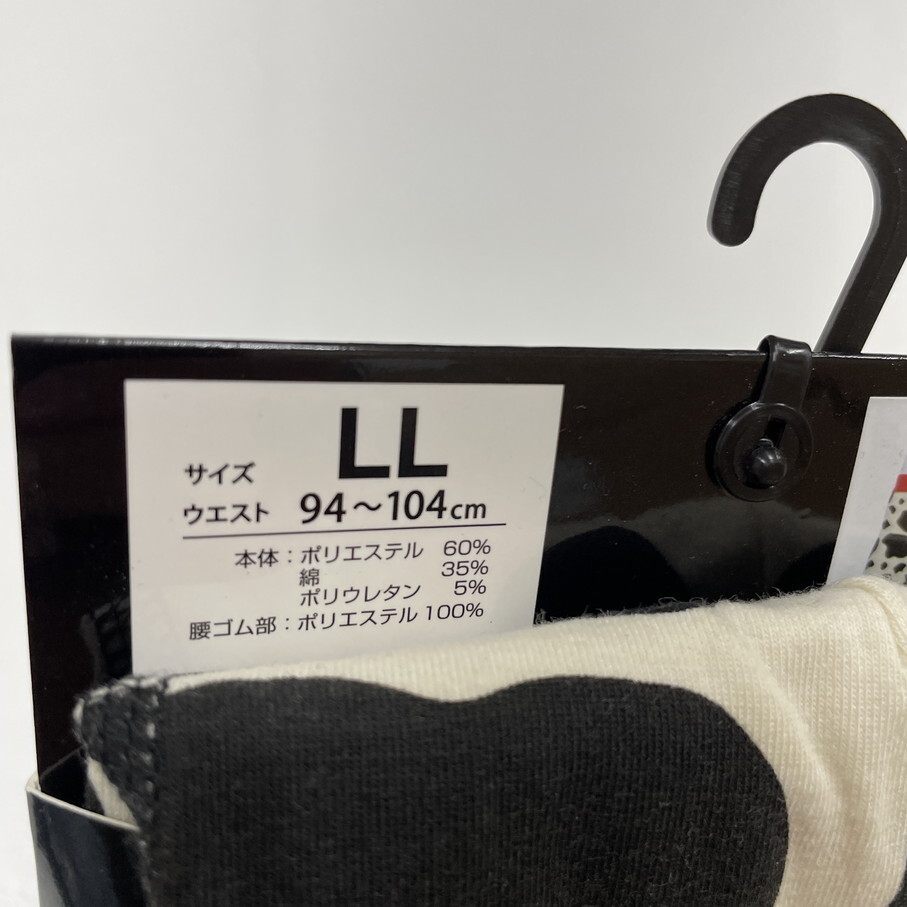 サイズ LL
ウエスト 94～104cm
本体：ポリエステル 60%
綿 35%
ポリウレタン 5%
腰ゴム部：ポリエステル 100%